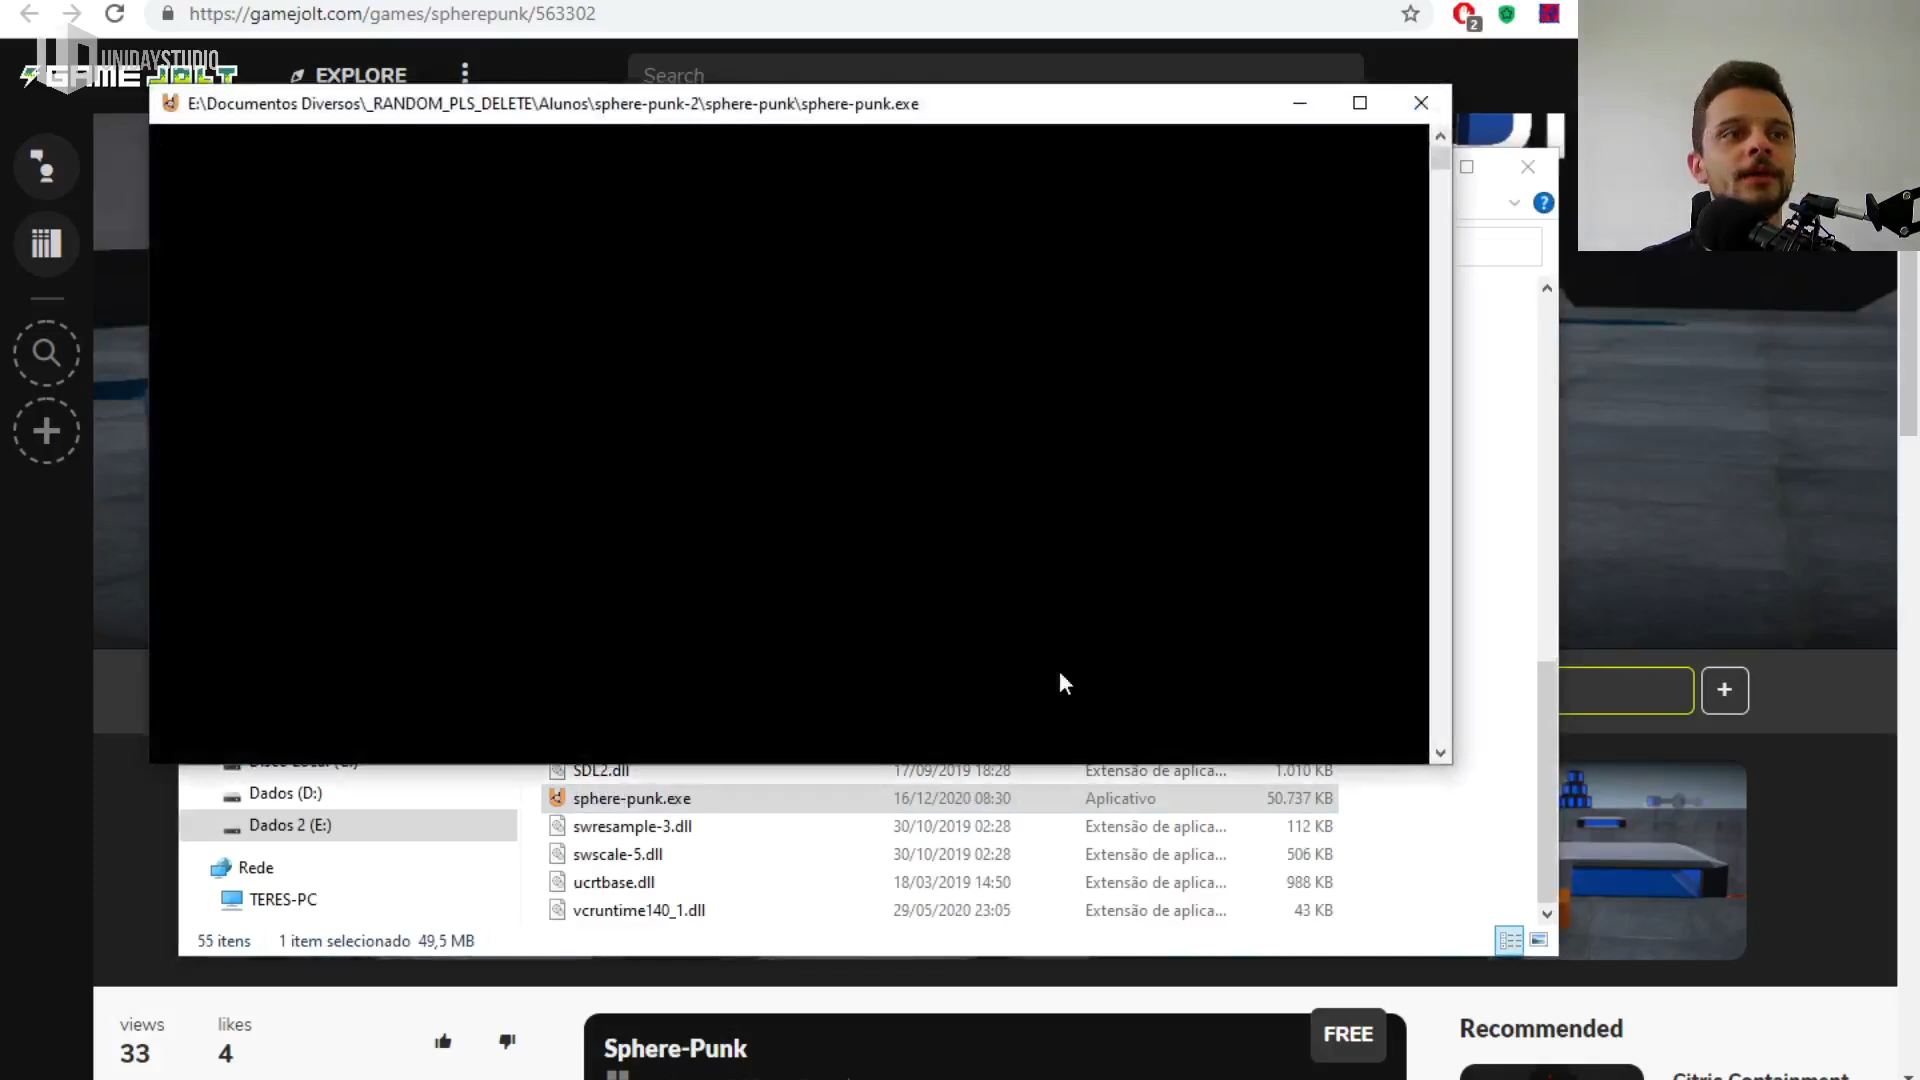 https://gamejolt.com/games/spherepunk/563302
2
UNIDAYSTUDIO
GAME JOLT
EXPLORE
Search
E:\Documentos Diversos\_RANDOM_PLS_DELETE\Alunos\sphere-punk-2\sphere-punk\sphere-punk.exe
?
SDL2.dll 17/09/2019 18:28 Extensão de aplica... 1.010 KB
Dados (D:)
sphere-punk.exe 16/12/2020 08:30 Aplicativo 50.737 KB
Dados 2 (E:)
swresample-3.dll 30/10/2019 02:28 Extensão de aplica... 112 KB
swscale-5.dll 30/10/2019 02:28 Extensão de aplica... 506 KB
Rede
ucrtbase.dll 18/03/2019 14:50 Extensão de aplica... 988 KB
TERES-PC
vcruntime140_1.dll 29/05/2020 23:05 Extensão de aplica... 43 KB
55 itens 1 item selecionado 49,5 MB
views
33
likes
4
Sphere-Punk
FREE
Recommended
Citric Containment